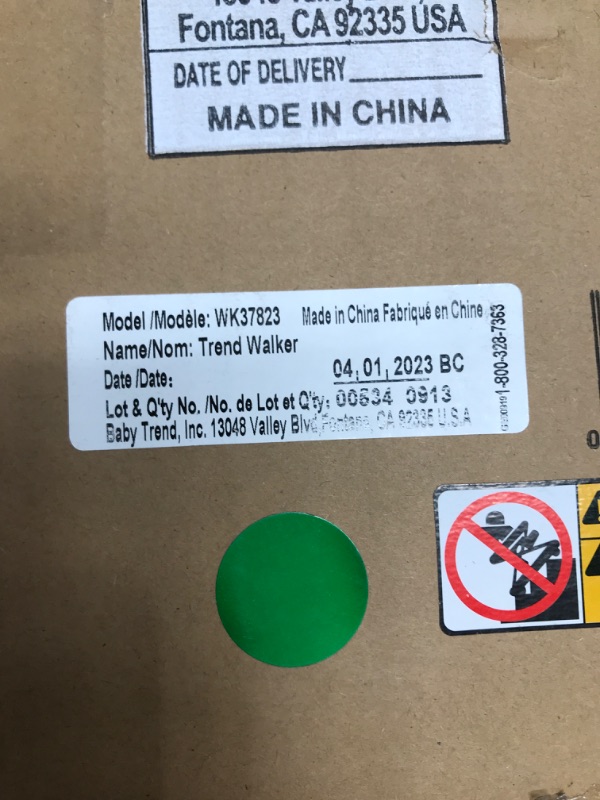 Fontana, CA 92335 USA
DATE OF DELIVERY
MADE IN CHINA
Model /Modèle: WK37823 Made in China Fabriqué en Chine
Name/Nom: Trend Walker
Date /Date: 04,01,2023 BC
Lot & Q'ty No. /No. de Lot et Q'ty: 00534 0913
Baby Trend, Inc. 13048 Valley Blvd, Fontana, CA 92335 U.S.A
1-800-328-7363